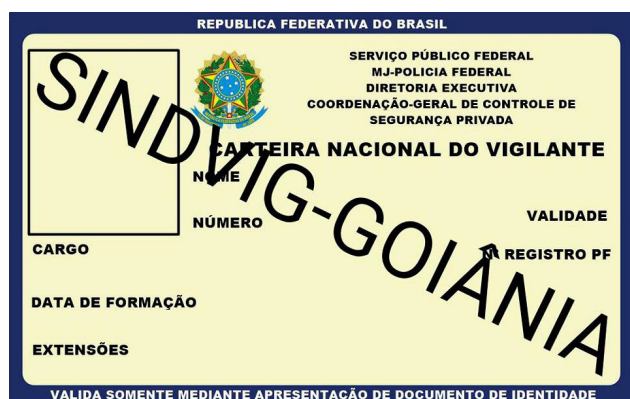 REPUBLICA FEDERATIVA DO BRASIL
SERVIÇO PÚBLICO FEDERAL
MJ-POLICIA FEDERAL
DIRETORIA EXECUTIVA
COORDENAÇÃO-GERAL DE CONTROLE DE
SEGURANÇA PRIVADA
CARTEIRA NACIONAL DO VIGILANTE
NOME
NÚMERO
VALIDADE
CARGO
Nº REGISTRO PF
DATA DE FORMAÇÃO
EXTENSÕES
VALIDA SOMENTE MEDIANTE APRESENTAÇÃO DE DOCUMENTO DE IDENTIDADE
SINDVIG-GOIÂNIA